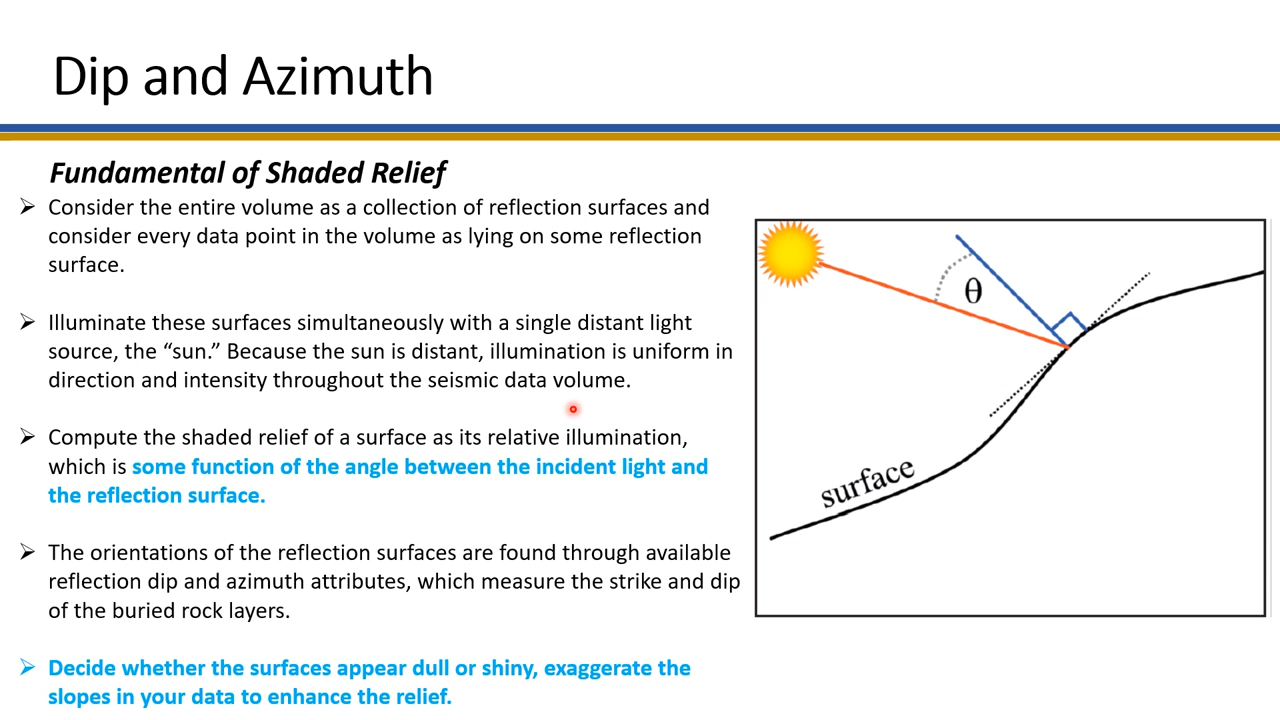 Dip and Azimuth
Fundamental of Shaded Relief
➢ Consider the entire volume as a collection of reflection surfaces and
consider every data point in the volume as lying on some reflection
surface.
➢ Illuminate these surfaces simultaneously with a single distant light
source, the “sun.” Because the sun is distant, illumination is uniform in
direction and intensity throughout the seismic data volume.
➢ Compute the shaded relief of a surface as its relative illumination,
which is some function of the angle between the incident light and
the reflection surface.
➢ The orientations of the reflection surfaces are found through available
reflection dip and azimuth attributes, which measure the strike and dip
of the buried rock layers.
➢ Decide whether the surfaces appear dull or shiny, exaggerate the
slopes in your data to enhance the relief.
θ
surface